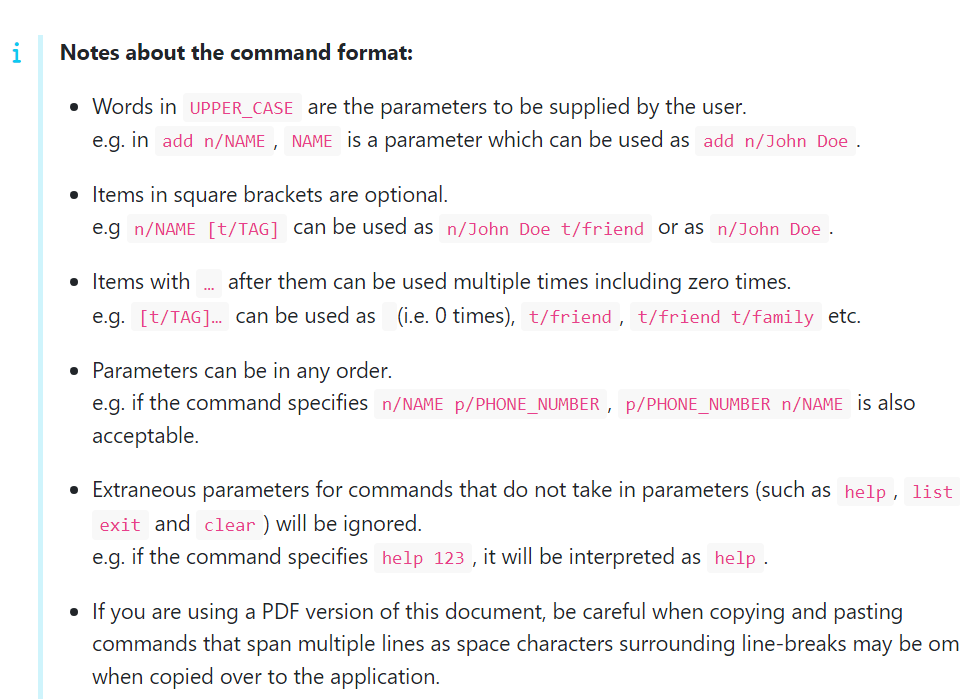 i
Notes about the command format:
Words in UPPER_CASE are the parameters to be supplied by the user.
e.g. in add n/NAME, NAME is a parameter which can be used as add n/John Doe.
Items in square brackets are optional.
e.g n/NAME [t/TAG] can be used as n/John Doe t/friend or as n/John Doe.
Items with … after them can be used multiple times including zero times.
e.g. [t/TAG]… can be used as   (i.e. 0 times), t/friend, t/friend t/family etc.
Parameters can be in any order.
e.g. if the command specifies n/NAME p/PHONE_NUMBER, p/PHONE_NUMBER n/NAME is also
acceptable.
Extraneous parameters for commands that do not take in parameters (such as help, list
exit and clear) will be ignored.
e.g. if the command specifies help 123, it will be interpreted as help.
If you are using a PDF version of this document, be careful when copying and pasting
commands that span multiple lines as space characters surrounding line-breaks may be om
when copied over to the application.